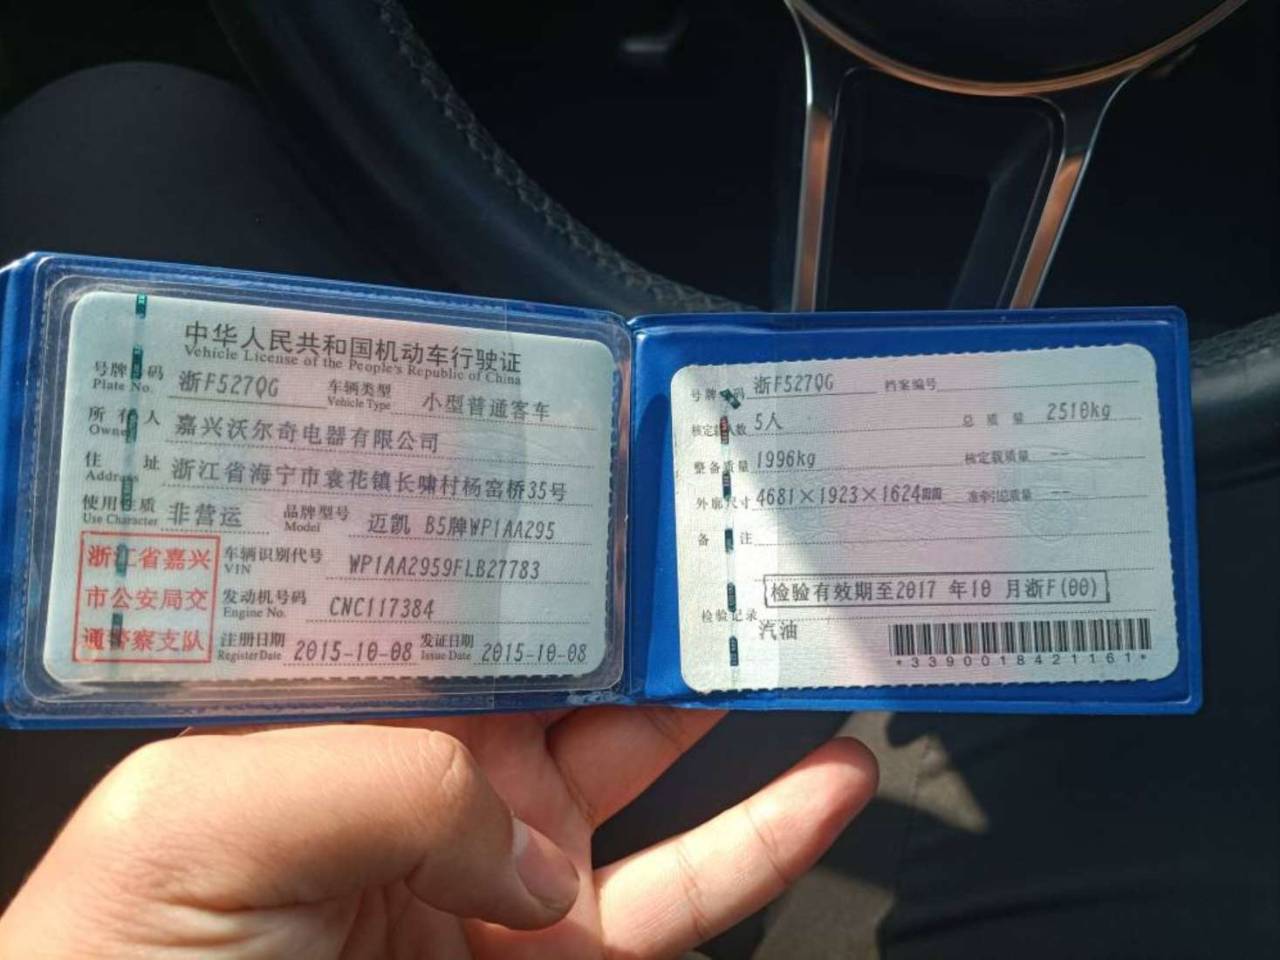 中华人民共和国机动车行驶证
Vehicle License of the People's Republic of China
号牌号码 浙F527QG 车辆类型 小型普通客车
Plate No. Vehicle Type
所有人 嘉兴沃尔奇电器有限公司
Owner
住址 浙江省海宁市袁花镇长啸村杨窑桥35号
Address
使用性质 非营运 品牌型号 迈凯 B5牌WP1AA295
Use Character Model
浙江省嘉兴
市公安局交
通警察支队
车辆识别代号 WP1AA2959FLB27783
VIN
发动机号码 CNC117384
Engine No.
注册日期 2015-10-08 发证日期 2015-10-08
Register Date Issue Date
号牌号码 浙F527QG 档案编号
核定载人数 5人 总质量 2510kg
整备质量 1996kg 核定载质量 --
外廓尺寸 4681×1923×1624mm 准牵引总质量 --
备注
检验有效期至2017 年10 月浙F(00)
检验记录
汽油
*3390018421161*